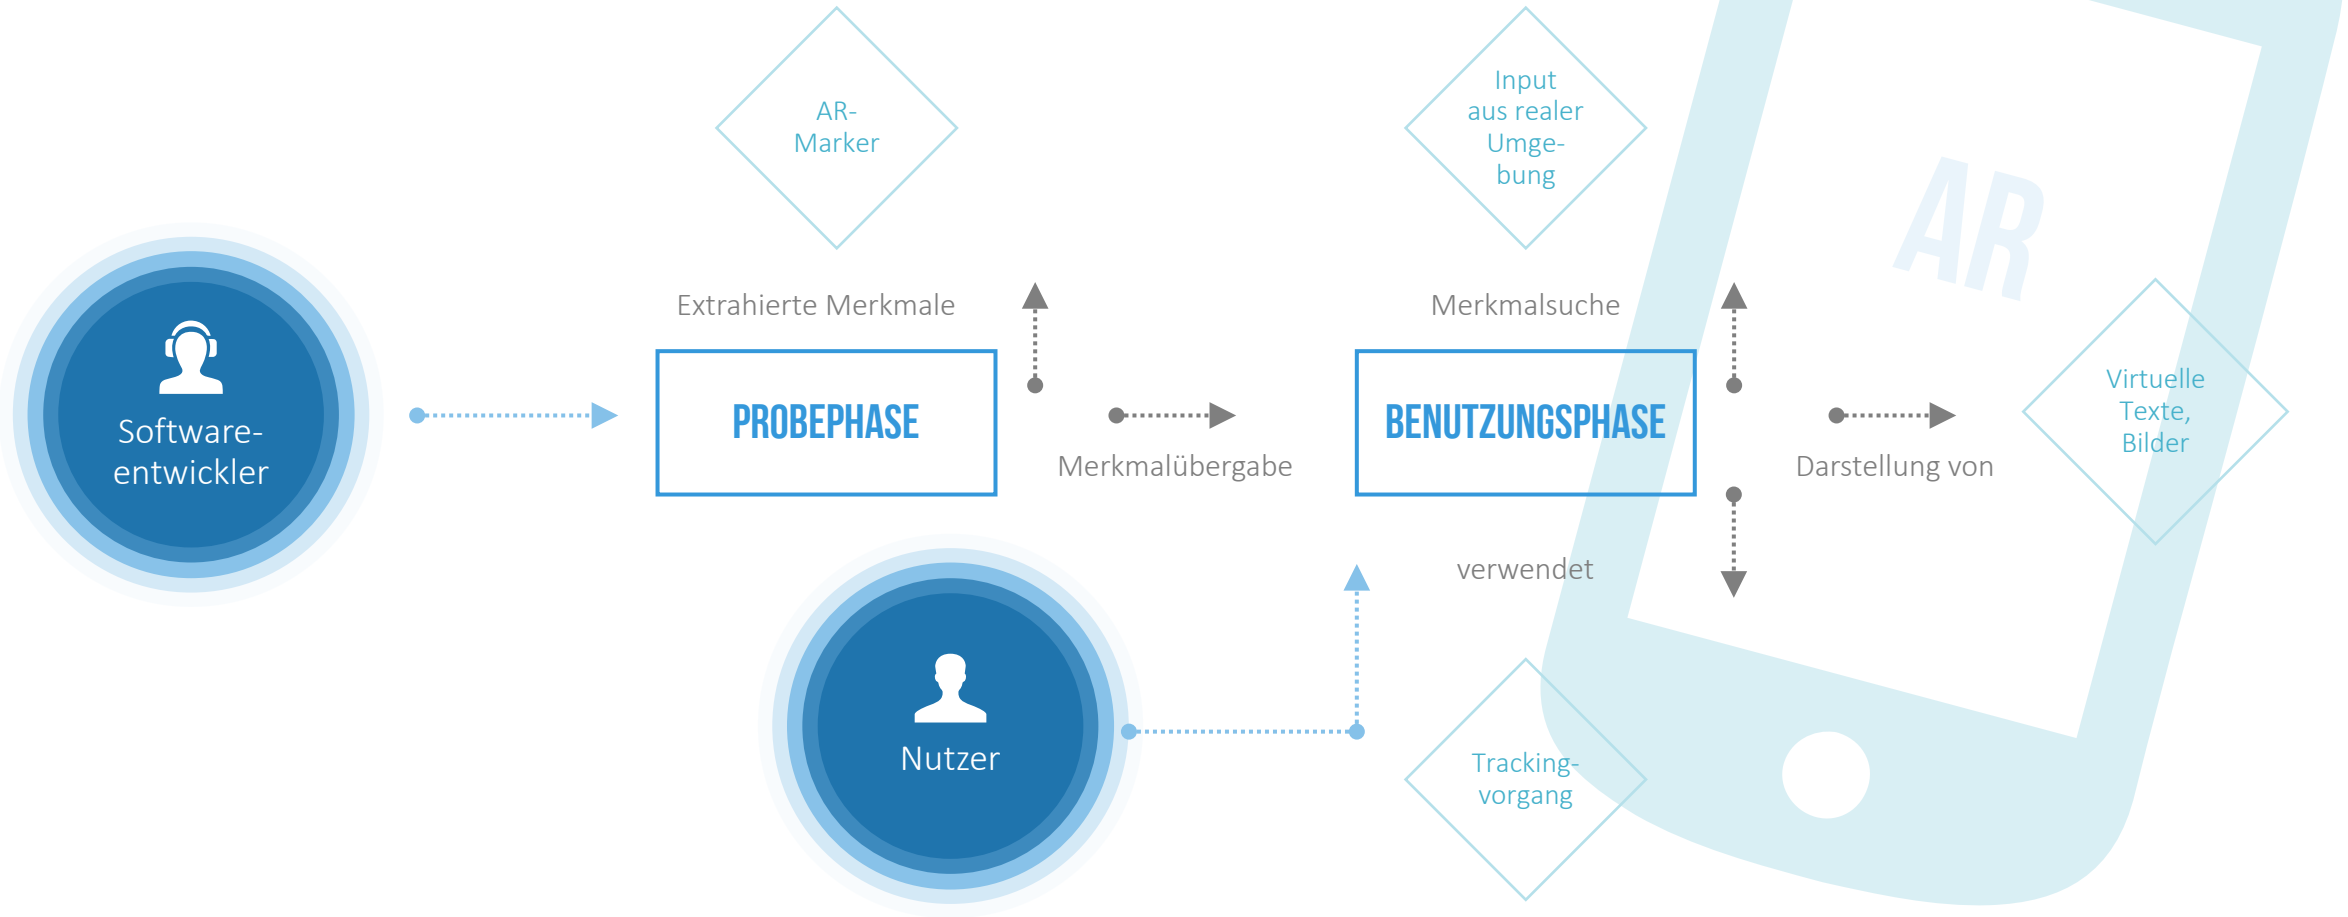 AR-
Marker
Input
aus realer
Umge-
bung
AR
Extrahierte Merkmale
Merkmalsuche
Software-
entwickler
PROBEPHASE
Merkmalübergabe
BENUTZUNGSPHASE
Darstellung von
Virtuelle
Texte,
Bilder
verwendet
Nutzer
Tracking-
vorgang